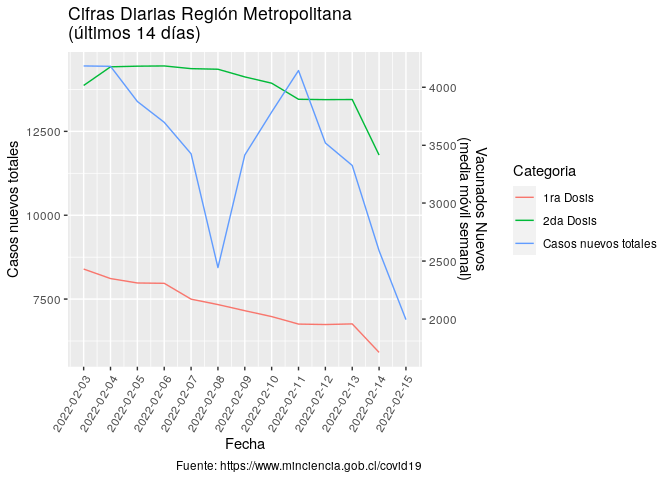 Cifras Diarias Región Metropolitana
(últimos 14 días)
Casos nuevos totales
12500
10000
7500
4000
3500
3000
2500
2000
Vacunados Nuevos
(media móvil semanal)
2022-02-03
2022-02-04
2022-02-05
2022-02-06
2022-02-07
2022-02-08
2022-02-09
2022-02-10
2022-02-11
2022-02-12
2022-02-13
2022-02-14
2022-02-15
Fecha
Categoria
1ra Dosis
2da Dosis
Casos nuevos totales
Fuente: https://www.minciencia.gob.cl/covid19